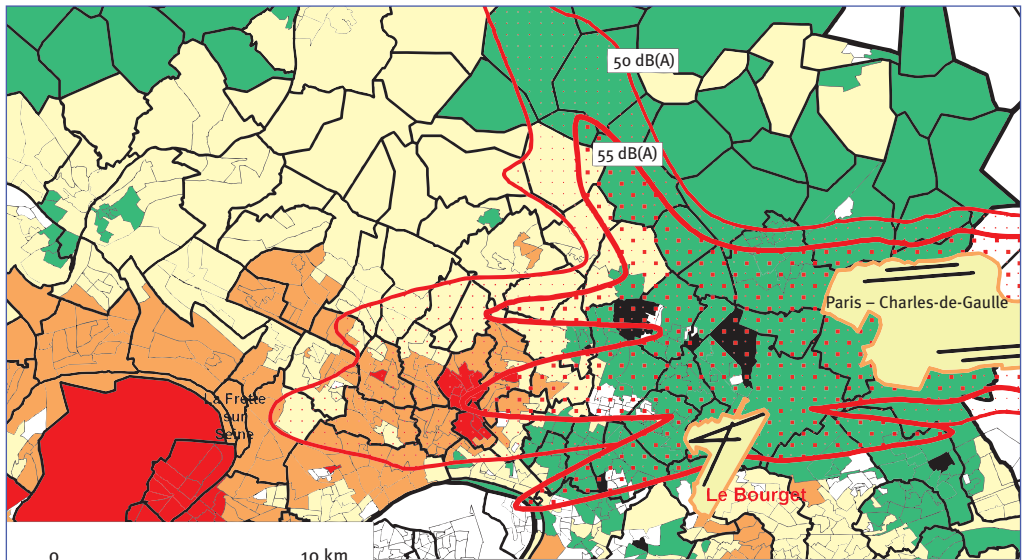 50 dB(A)
55 dB(A)
Paris – Charles-de-Gaulle
La Frette
sur
Seine
Le Bourget
0 10 km